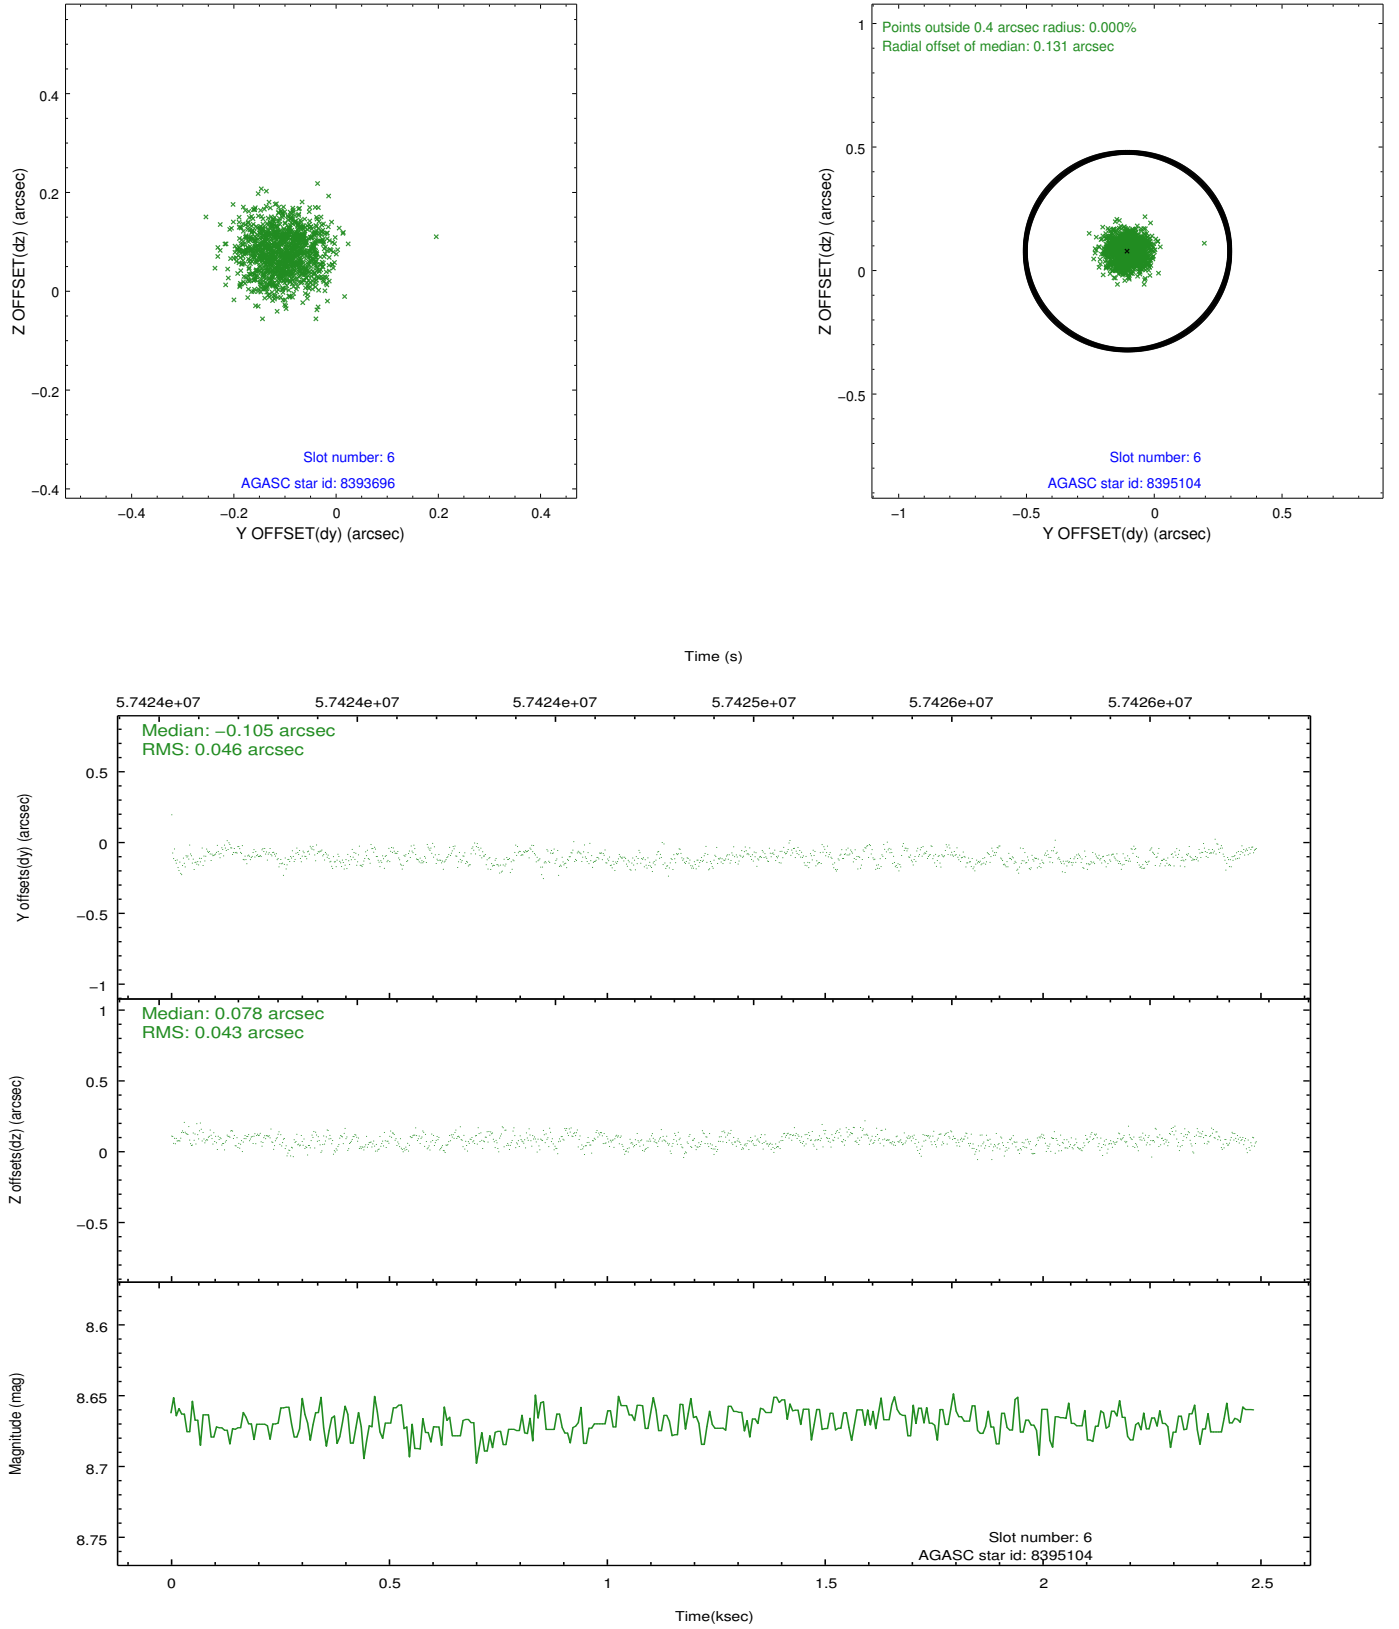 0.4
0.2
0
−0.2
−0.4
Z OFFSET(dz) (arcsec)
−0.4
−0.2
0
0.2
0.4
Y OFFSET(dy) (arcsec)
Slot number: 6
AGASC star id: 8393696
Points outside 0.4 arcsec radius: 0.000%
Radial offset of median: 0.131 arcsec
1
0.5
0
−0.5
Z OFFSET(dz) (arcsec)
−1
−0.5
0
0.5
Y OFFSET(dy) (arcsec)
Slot number: 6
AGASC star id: 8395104
Time (s)
5.7424e+07
5.7424e+07
5.7424e+07
5.7425e+07
5.7426e+07
5.7426e+07
Median: −0.105 arcsec
RMS: 0.046 arcsec
0.5
0
−0.5
−1
Y offsets(dy) (arcsec)
Median: 0.078 arcsec
RMS: 0.043 arcsec
1
0.5
0
−0.5
Z offsets(dz) (arcsec)
8.6
8.65
8.7
8.75
Magnitude (mag)
Slot number: 6
AGASC star id: 8395104
0
0.5
1
1.5
2
2.5
Time(ksec)